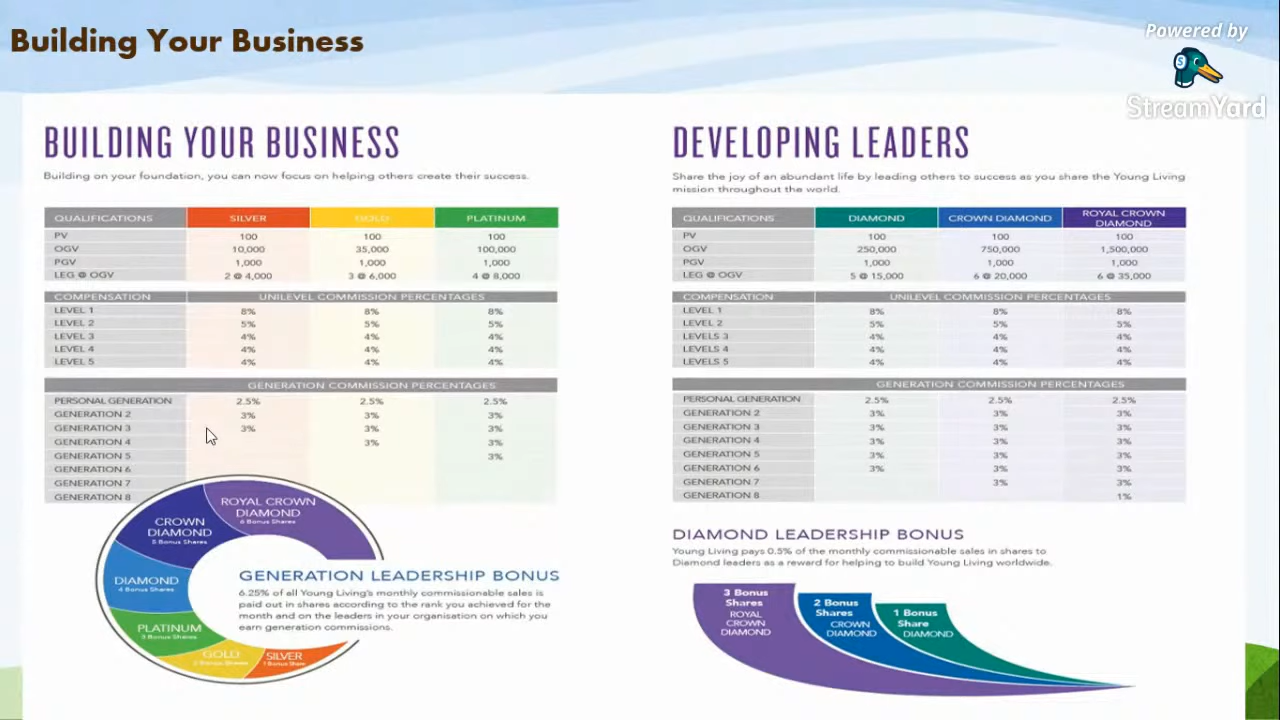 Building Your Business
Powered by
StreamYard
BUILDING YOUR BUSINESS
Building on your foundation, you can now focus on helping others create their success.
QUALIFICATIONS SILVER GOLD PLATINUM
PV 100 100 100
OGV 10,000 35,000 100,000
PGV 1,000 1,000 1,000
LEG @ OGV 2 @ 4,000 3 @ 6,000 4 @ 8,000
COMPENSATION UNILEVEL COMMISSION PERCENTAGES
LEVEL 1 8% 8% 8%
LEVEL 2 5% 5% 5%
LEVEL 3 4% 4% 4%
LEVEL 4 4% 4% 4%
LEVEL 5 4% 4% 4%
GENERATION COMMISSION PERCENTAGES
PERSONAL GENERATION 2.5% 2.5% 2.5%
GENERATION 2 3% 3% 3%
GENERATION 3 3% 3% 3%
GENERATION 4 3% 3%
GENERATION 5 3%
GENERATION 6
GENERATION 7
GENERATION 8
ROYAL CROWN
DIAMOND
6 Bonus Shares
CROWN
DIAMOND
5 Bonus Shares
DIAMOND
4 Bonus Shares
PLATINUM
3 Bonus Shares
GOLD
2 Bonus Shares
SILVER
1 Bonus Share
GENERATION LEADERSHIP BONUS
6.25% of all Young Living's monthly commissionable sales is
paid out in shares according to the rank you achieved for the
month and on the leaders in your organisation on which you
earn generation commissions.
DEVELOPING LEADERS
Share the joy of an abundant life by leading others to success as you share the Young Living
mission throughout the world.
QUALIFICATIONS DIAMOND CROWN DIAMOND ROYAL CROWN
DIAMOND
PV 100 100 100
OGV 250,000 750,000 1,500,000
PGV 1,000 1,000 1,000
LEG @ OGV 5 @ 15,000 6 @ 20,000 6 @ 35,000
COMPENSATION UNILEVEL COMMISSION PERCENTAGES
LEVEL 1 8% 8% 8%
LEVEL 2 5% 5% 5%
LEVELS 3 4% 4% 4%
LEVELS 4 4% 4% 4%
LEVELS 5 4% 4% 4%
GENERATION COMMISSION PERCENTAGES
PERSONAL GENERATION 2.5% 2.5% 2.5%
GENERATION 2 3% 3% 3%
GENERATION 3 3% 3% 3%
GENERATION 4 3% 3% 3%
GENERATION 5 3% 3% 3%
GENERATION 6 3% 3% 3%
GENERATION 7 3% 3%
GENERATION 8 1%
DIAMOND LEADERSHIP BONUS
Young Living pays 0.5% of the monthly commissionable sales in shares to
Diamond leaders as a reward for helping to build Young Living worldwide.
3 Bonus
Shares
ROYAL
CROWN
DIAMOND
2 Bonus
Shares
CROWN
DIAMOND
1 Bonus
Share
DIAMOND